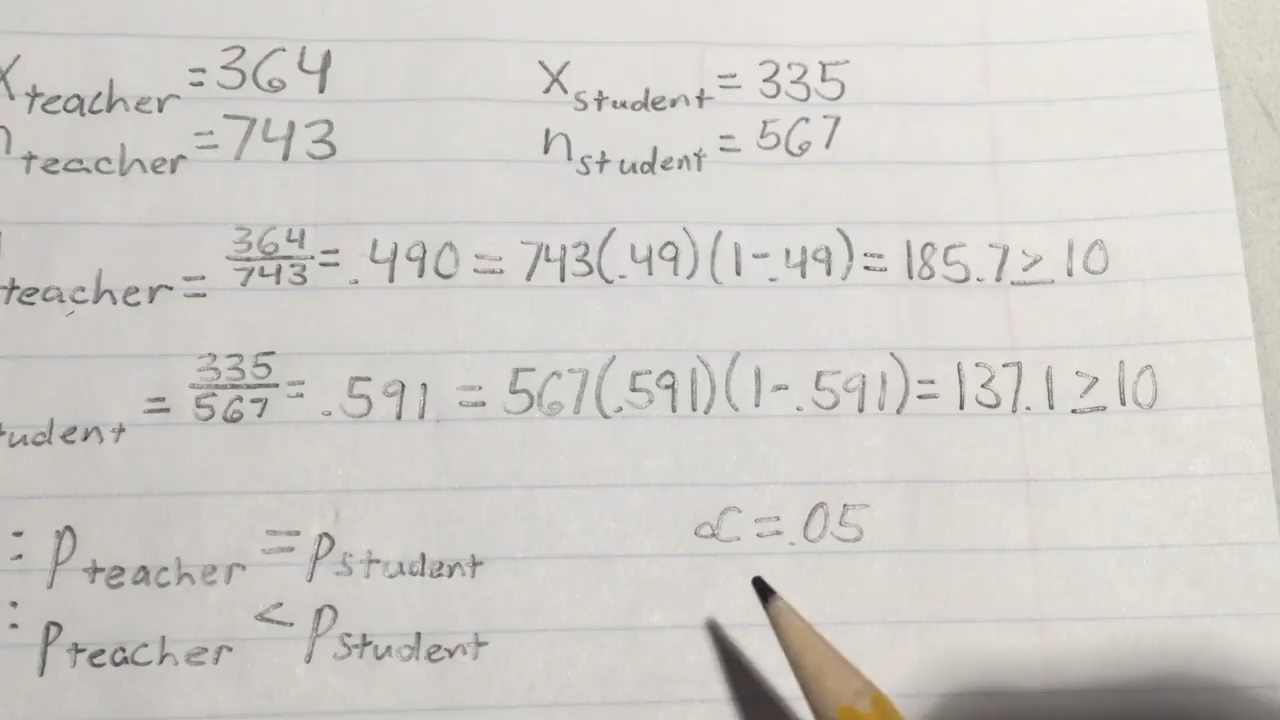 x teacher = 364 x student = 335
n teacher = 743 n student = 567
teacher = 364/743 = .490 = 743(.49)(1-.49) = 185.7 ≥ 10
tudent = 335/567 = .591 = 567(.591)(1-.591) = 137.1 ≥ 10
: p teacher = p student α = .05
: p teacher < p student